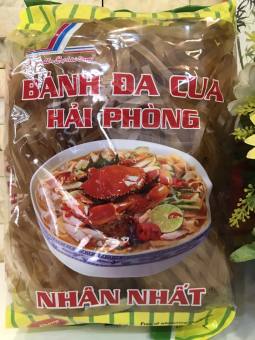 BÁNH ĐA CUA
HẢI PHÒNG
NHÂN NHẤT